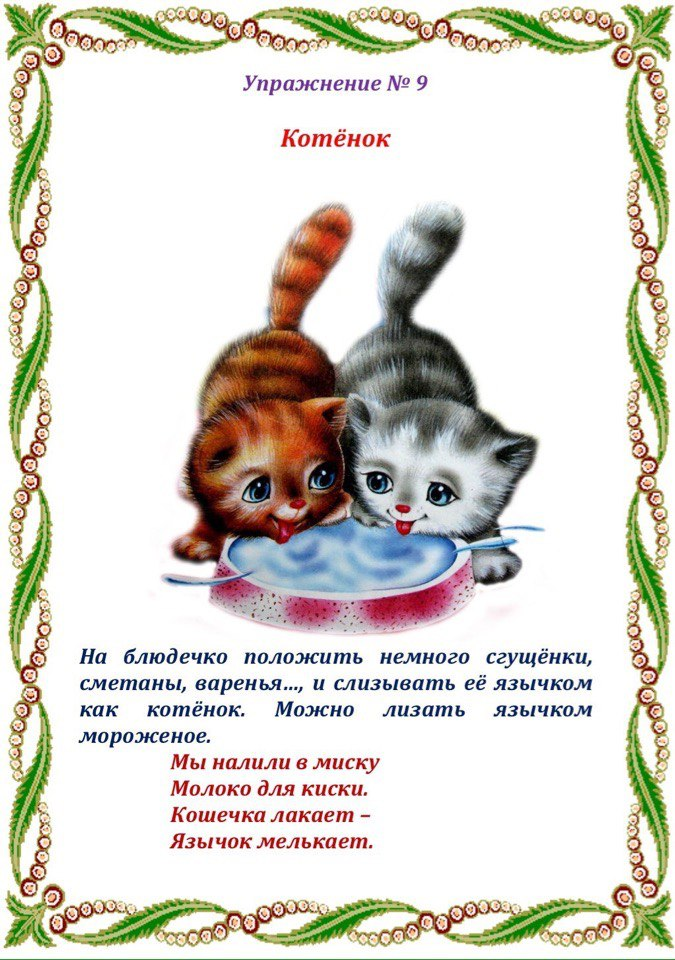 Упражнение № 9
Котёнок
На блюдечко положить немного сгущёнки,
сметаны, варенья…, и слизывать её язычком
как котёнок. Можно лизать язычком
мороженое.
Мы налили в миску
Молоко для киски.
Кошечка лакает –
Язычок мелькает.